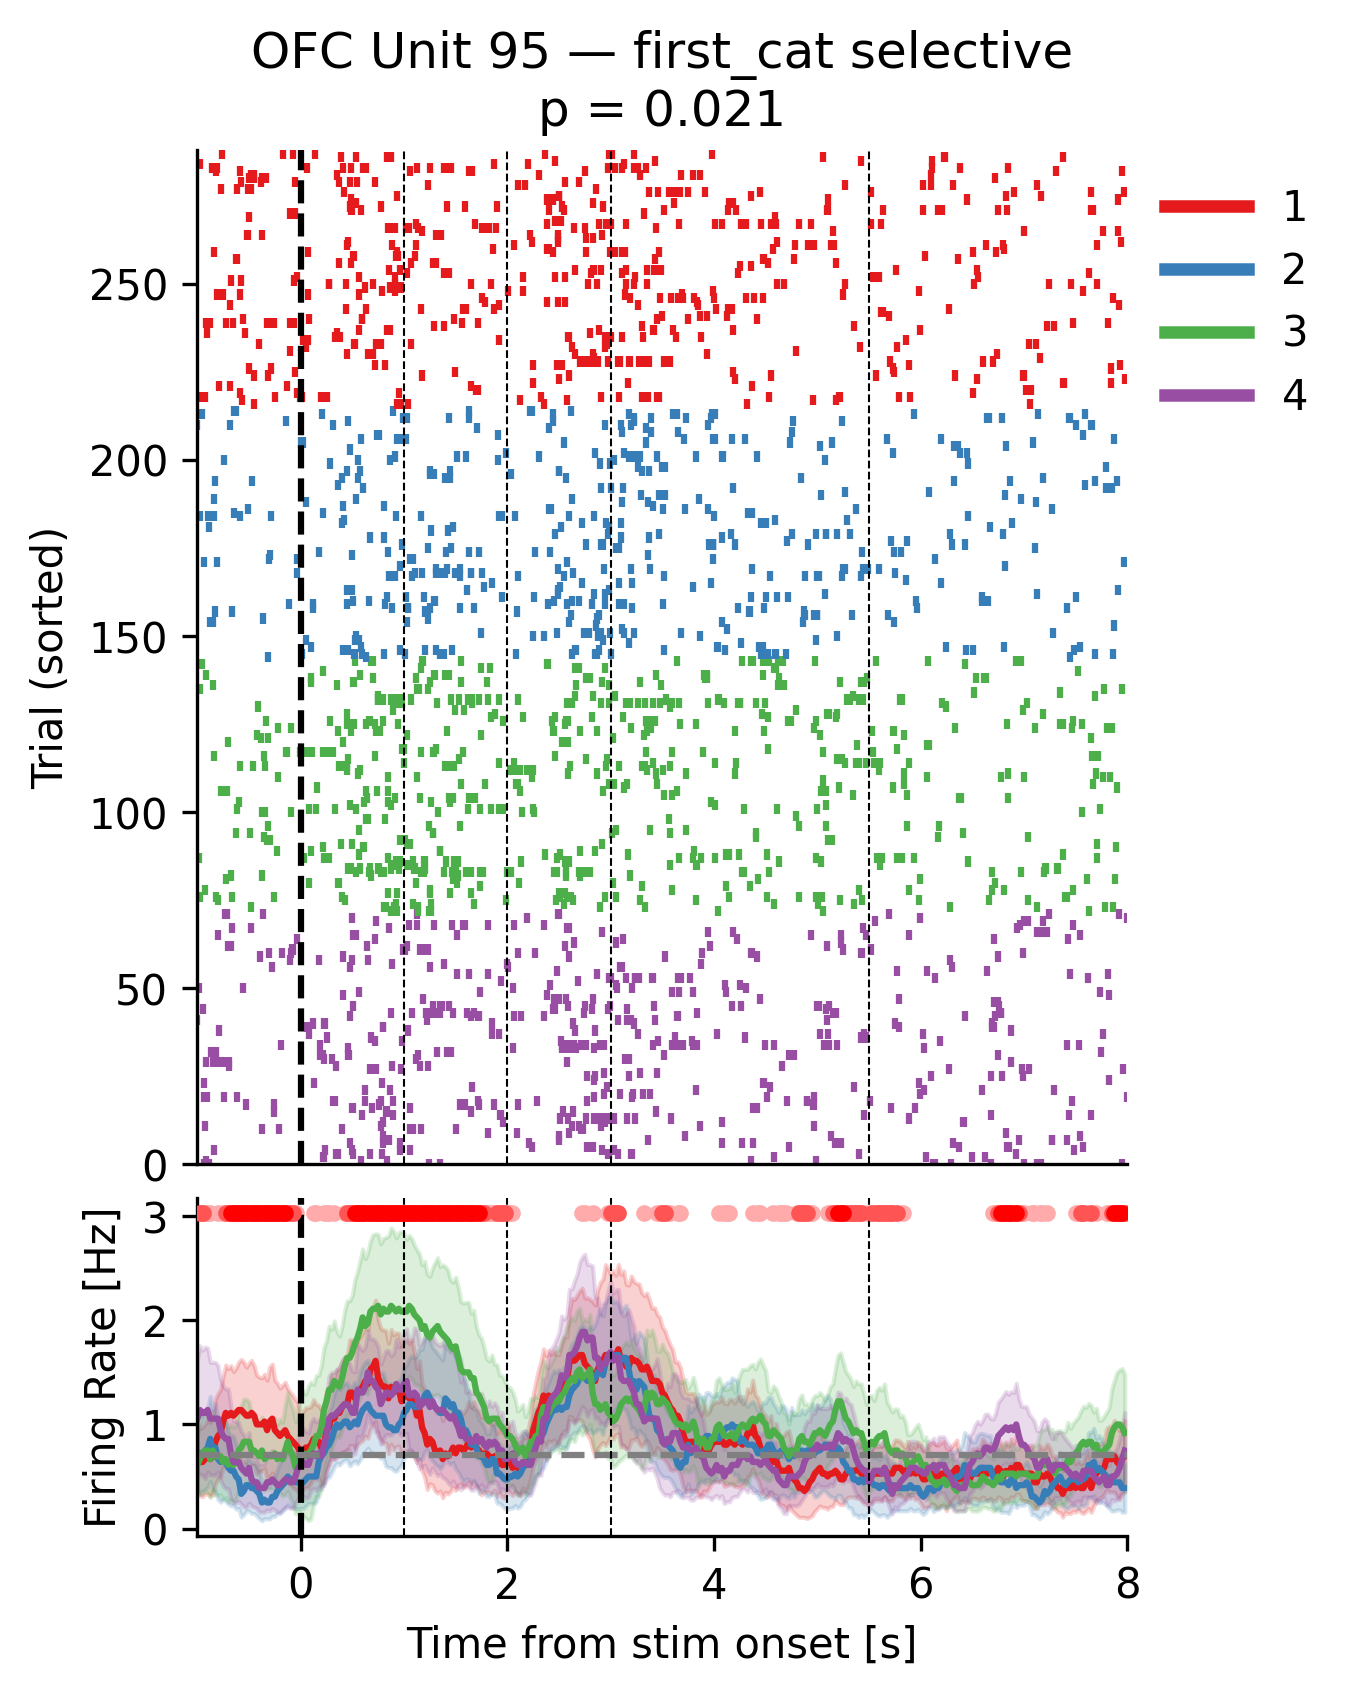 OFC Unit 95 — first_cat selective
p = 0.021
1
2
3
4
250
200
150
100
50
0
Trial (sorted)
3
2
1
0
Firing Rate [Hz]
0 2 4 6 8
Time from stim onset [s]